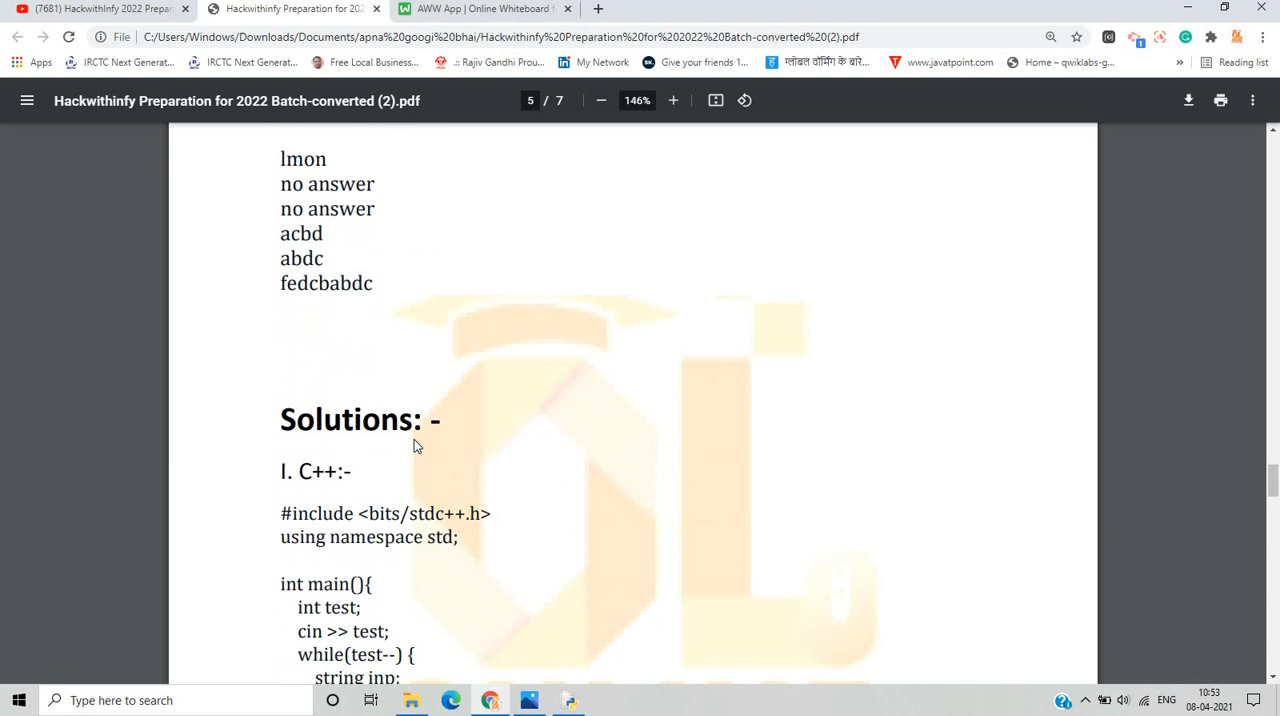 (7681) HackwithInfy 2022 Prepar
Hackwithinfy Preparation for 202
AWW App | Online Whiteboard f
File
C:/Users/Windows/Downloads/Documents/apna%20googi%20bhai/Hackwithinfy%20Preparation%20for%202022%20Batch-converted%20(2).pdf
Apps
IRCTC Next Generat...
IRCTC Next Generat...
Free Local Business...
.:: Rajiv Gandhi Prou...
My Network
Give your friends 1...
ग्लोबल वॉर्मिंग के बारे...
www.javatpoint.com
Home – qwiklabs-g...
»
Reading list
Hackwithinfy Preparation for 2022 Batch-converted (2).pdf
5 / 7
146%
lmon
no answer
no answer
acbd
abdc
fedcbabdc
Solutions: -
I. C++:-
#include <bits/stdc++.h>
using namespace std;
int main(){
int test;
cin >> test;
while(test--) {
string inp;
Type here to search
ENG
10:53
08-04-2021